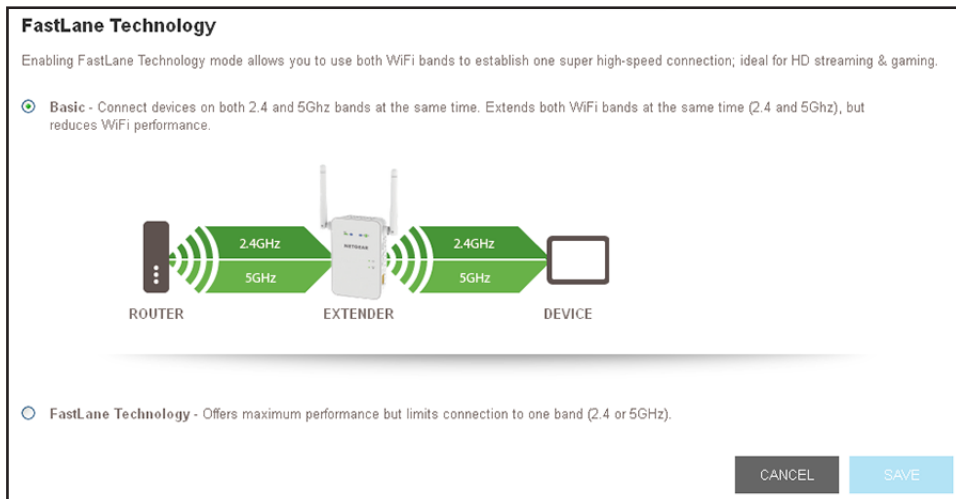 FastLane Technology
Enabling FastLane Technology mode allows you to use both WiFi bands to establish one super high-speed connection; ideal for HD streaming & gaming.
Basic - Connect devices on both 2.4 and 5Ghz bands at the same time. Extends both WiFi bands at the same time (2.4 and 5Ghz), but
reduces WiFi performance.
2.4GHz
2.4GHz
NETGEAR
5GHz
5GHz
ROUTER
EXTENDER
DEVICE
FastLane Technology - Offers maximum performance but limits connection to one band (2.4 or 5GHz).
CANCEL
SAVE